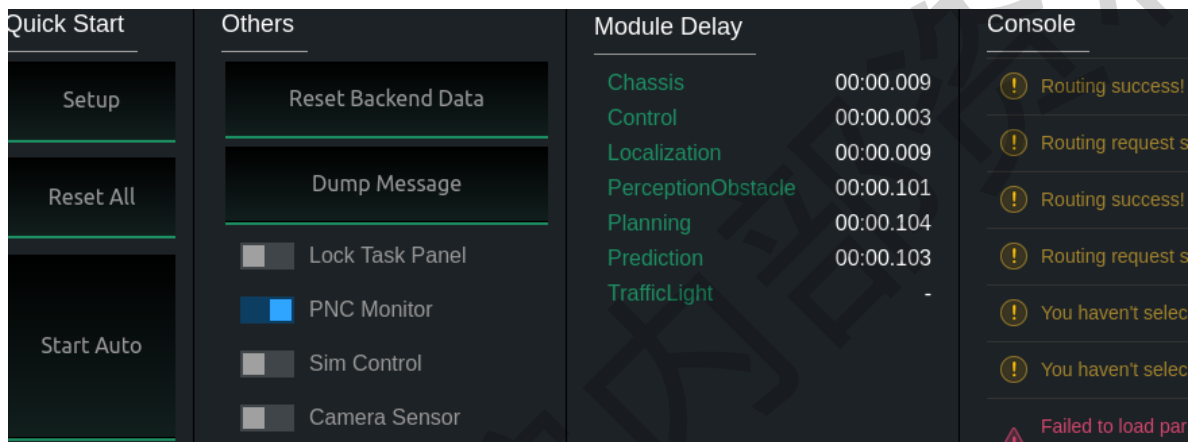 Quick Start
Setup
Reset All
Start Auto
Others
Reset Backend Data
Dump Message
Lock Task Panel
PNC Monitor
Sim Control
Camera Sensor
Module Delay
Chassis 00:00.009
Control 00:00.003
Localization 00:00.009
PerceptionObstacle 00:00.101
Planning 00:00.104
Prediction 00:00.103
TrafficLight -
Console
Routing success!
Routing request s
Routing success!
Routing request s
You haven't selec
You haven't selec
Failed to load par
内部资